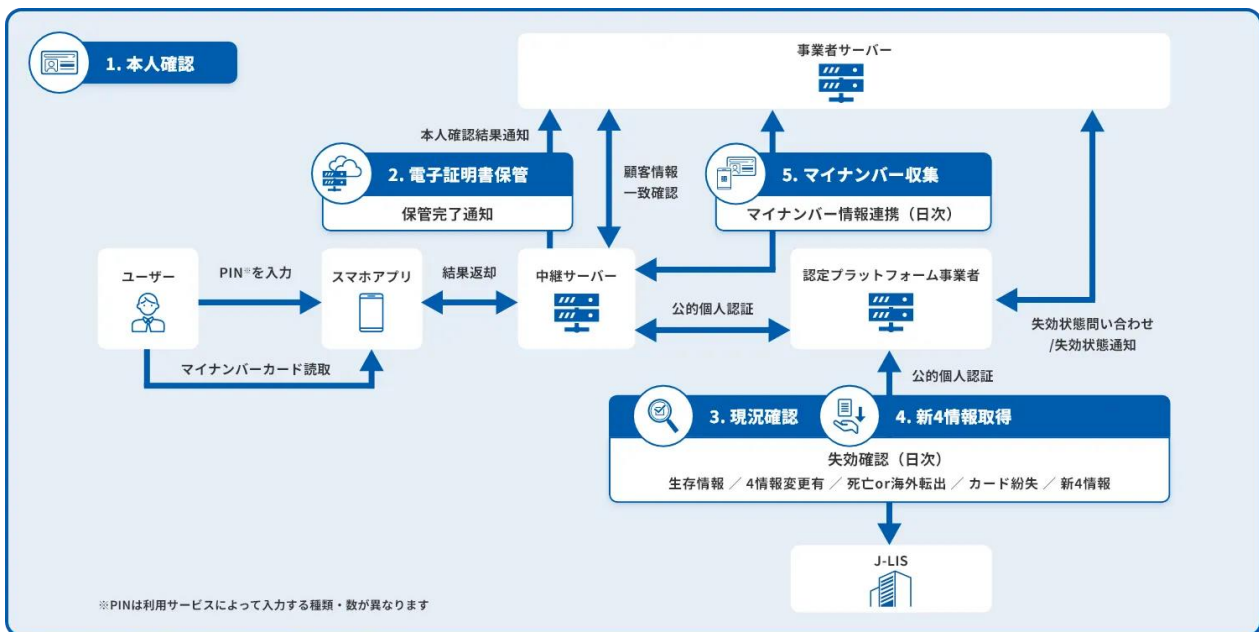 1. 本人確認
事業者サーバー
本人確認結果通知
2. 電子証明書保管
保管完了通知
顧客情報
一致確認
5. マイナンバー収集
マイナンバー情報連携（日次）
ユーザー
PIN※を入力
スマホアプリ
結果返却
中継サーバー
公的個人認証
認定プラットフォーム事業者
失効状態問い合わせ
/失効状態通知
マイナンバーカード読取
公的個人認証
3. 現況確認
4. 新4情報取得
失効確認（日次）
生存情報 ／ 4情報変更有 ／ 死亡or海外転出 ／ カード紛失 ／ 新4情報
J-LIS
※PINは利用サービスによって入力する種類・数が異なります